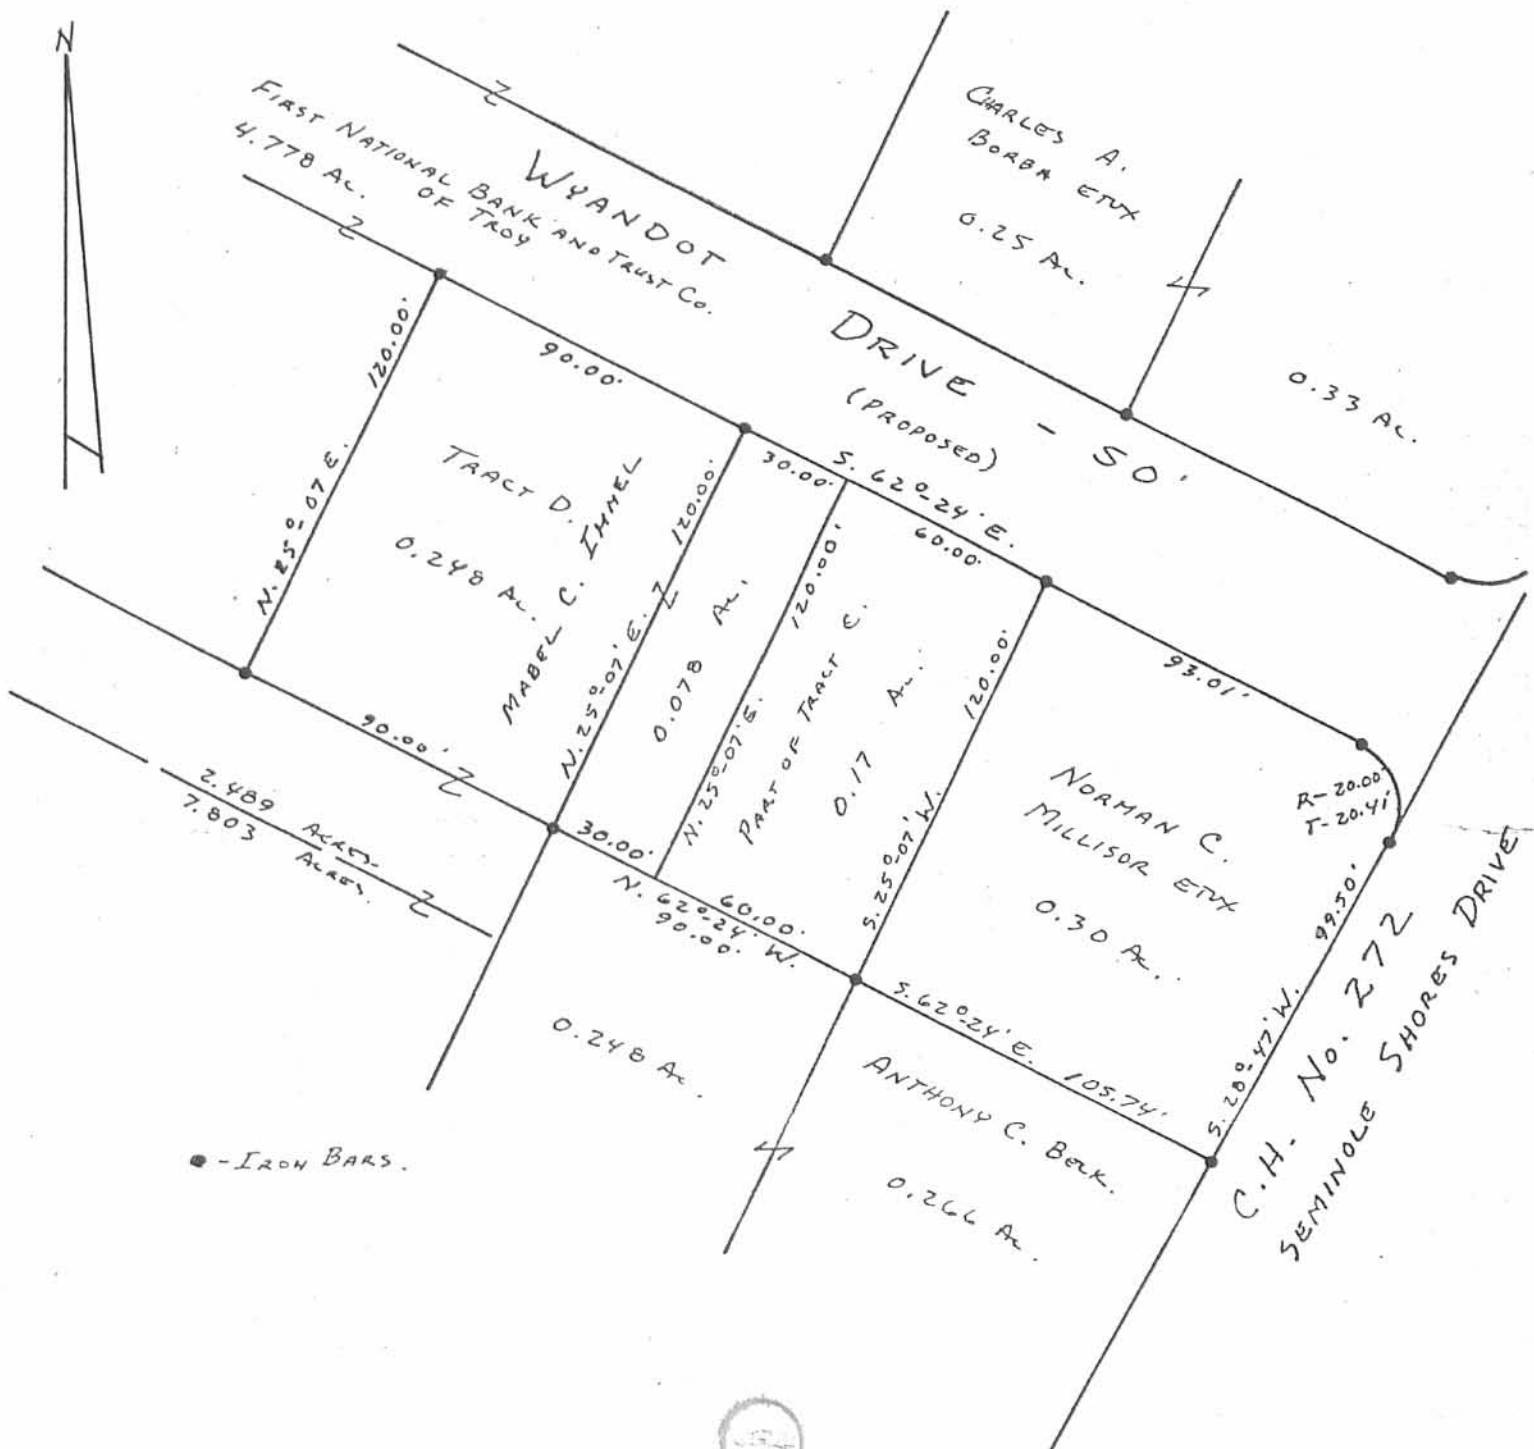 N
FIRST NATIONAL BANK AND TRUST CO.
OF TROY
4.778 Ac.
WYANDOT
DRIVE - 50'
(PROPOSED)
CHARLES A.
BORBA ETUX
0.25 Ac.
0.33 Ac.
120.00'
N. 25°-07' E.
90.00'
TRACT D.
0.248 Ac.
MABEL C. IMMEL
90.00'
120.00'
N. 25°-07' E.
30.00'
0.078 Ac.
S. 62°-24' E.
60.00'
120.00'
N. 25°-07' E.
PART OF TRACT E.
0.17 Ac.
120.00'
S. 25°-07' W.
93.01'
R-20.00'
T-20.41'
NORMAN C.
MILLISOR ETUX
0.30 Ac.
99.50'
S. 28°-47' W.
C.H. No. 272
SEMINOLE SHORES DRIVE
2.489 ACRES
7.803 ACRES.
30.00'
60.00'
N. 62°-24' W.
90.00'
S. 62°-24' E. 105.74'
0.248 Ac.
ANTHONY C. BECK.
0.266 Ac.
- IRON BARS.